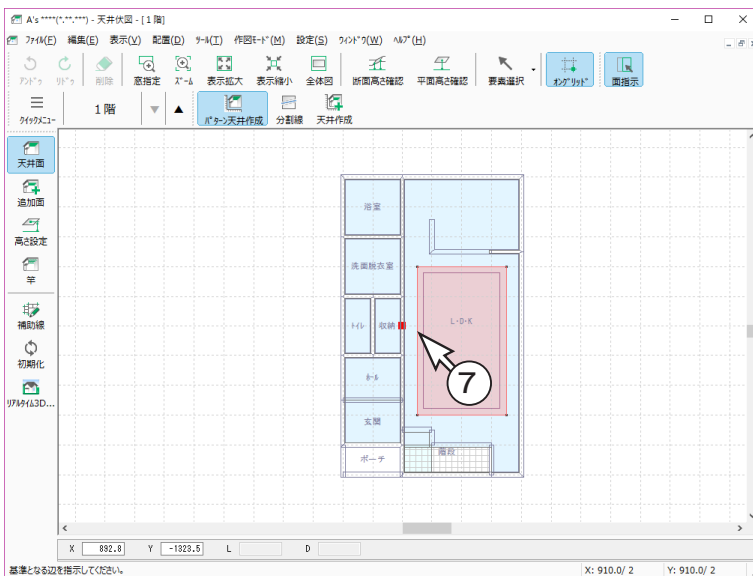 A's ****(*.**.***) - 天井伏図 - [1 階]
ﾌｧｲﾙ(F) 編集(E) 表示(V) 配置(D) ﾂｰﾙ(T) 作図ﾓｰﾄﾞ(M) 設定(S) ｳｨﾝﾄﾞｳ(W) ﾍﾙﾌﾟ(H)
ｱﾝﾄﾞｩ ﾘﾄﾞｩ 削除 窓指定 ｽﾞｰﾑ 表示拡大 表示縮小 全体図 断面高さ確認 平面高さ確認 要素選択 ｵﾝｸﾞﾘｯﾄﾞ 面指示
ｸｲｯｸﾒﾆｭｰ 1 階 ▼ ▲ ﾊﾟﾀｰﾝ天井作成 分割線 天井作成
天井面
追加面
高さ設定
竿
補助線
初期化
ﾘｱﾙﾀｲﾑ3D...
浴室
洗面脱衣室
ﾄｲﾚ 収納 L・D・K
ﾎｰﾙ
7
玄関
ポーチ 階段
X 892.8 Y -1323.5 L D
基準となる辺を指示してください。 X: 910.0/ 2 Y: 910.0/ 2